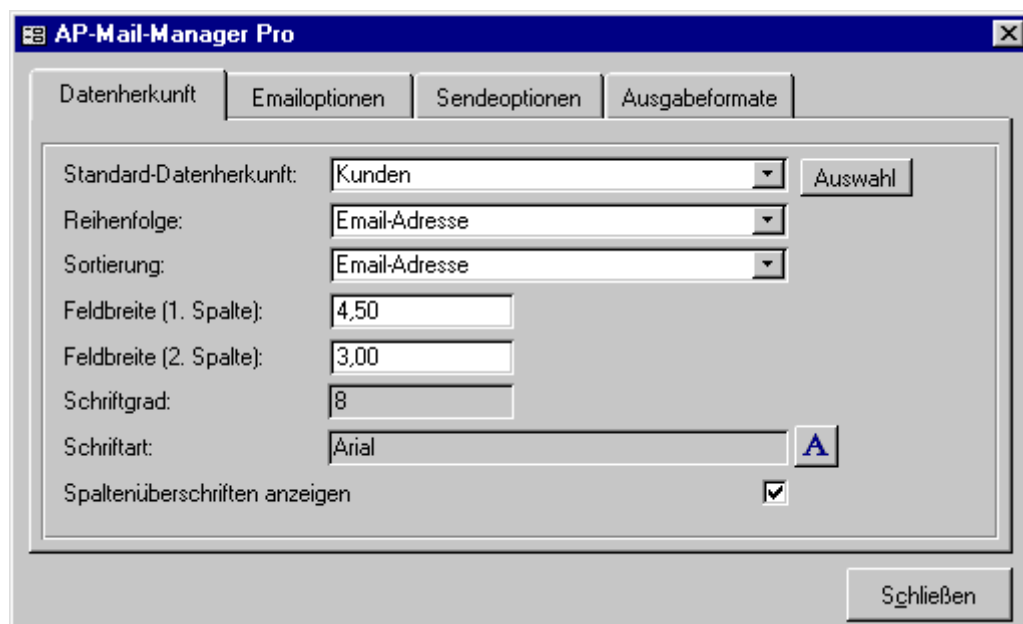 AP-Mail-Manager Pro
Datenherkunft Emailoptionen Sendeoptionen Ausgabeformate
Standard-Datenherkunft: Kunden Auswahl
Reihenfolge: Email-Adresse
Sortierung: Email-Adresse
Feldbreite (1. Spalte): 4,50
Feldbreite (2. Spalte): 3,00
Schriftgrad: 8
Schriftart: Arial A
Spaltenüberschriften anzeigen
Schließen